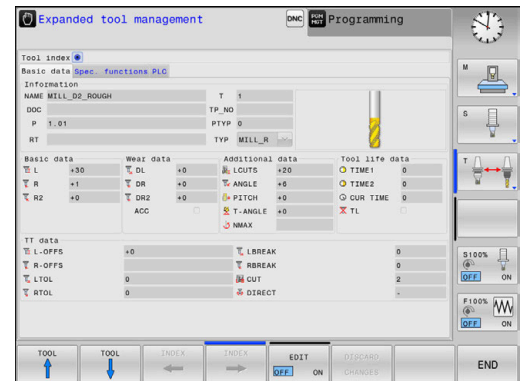 Expanded tool management DNC PGM MGT Programming
Tool index
Basic data Spec. functions PLC
Information
NAME MILL_D2_ROUGH T 1
DOC TP_NO
P 1.01 PTYP 0
RT TYP MILL_R
Basic data Wear data Additional data Tool life data
L +30 DL +0 LCUTS +20 TIME1 0
R +1 DR +0 ANGLE +6 TIME2 0
R2 +0 DR2 +0 PITCH +0 CUR TIME 0
ACC T-ANGLE +0 TL
NMAX
TT data
L-OFFS +0 LBREAK 0
R-OFFS RBREAK 0
LTOL 0 CUT 2
RTOL 0 DIRECT -
M
S
T
S100%
OFF ON
F100%
OFF ON
TOOL TOOL INDEX INDEX EDIT DISCARD CHANGES END
OFF ON